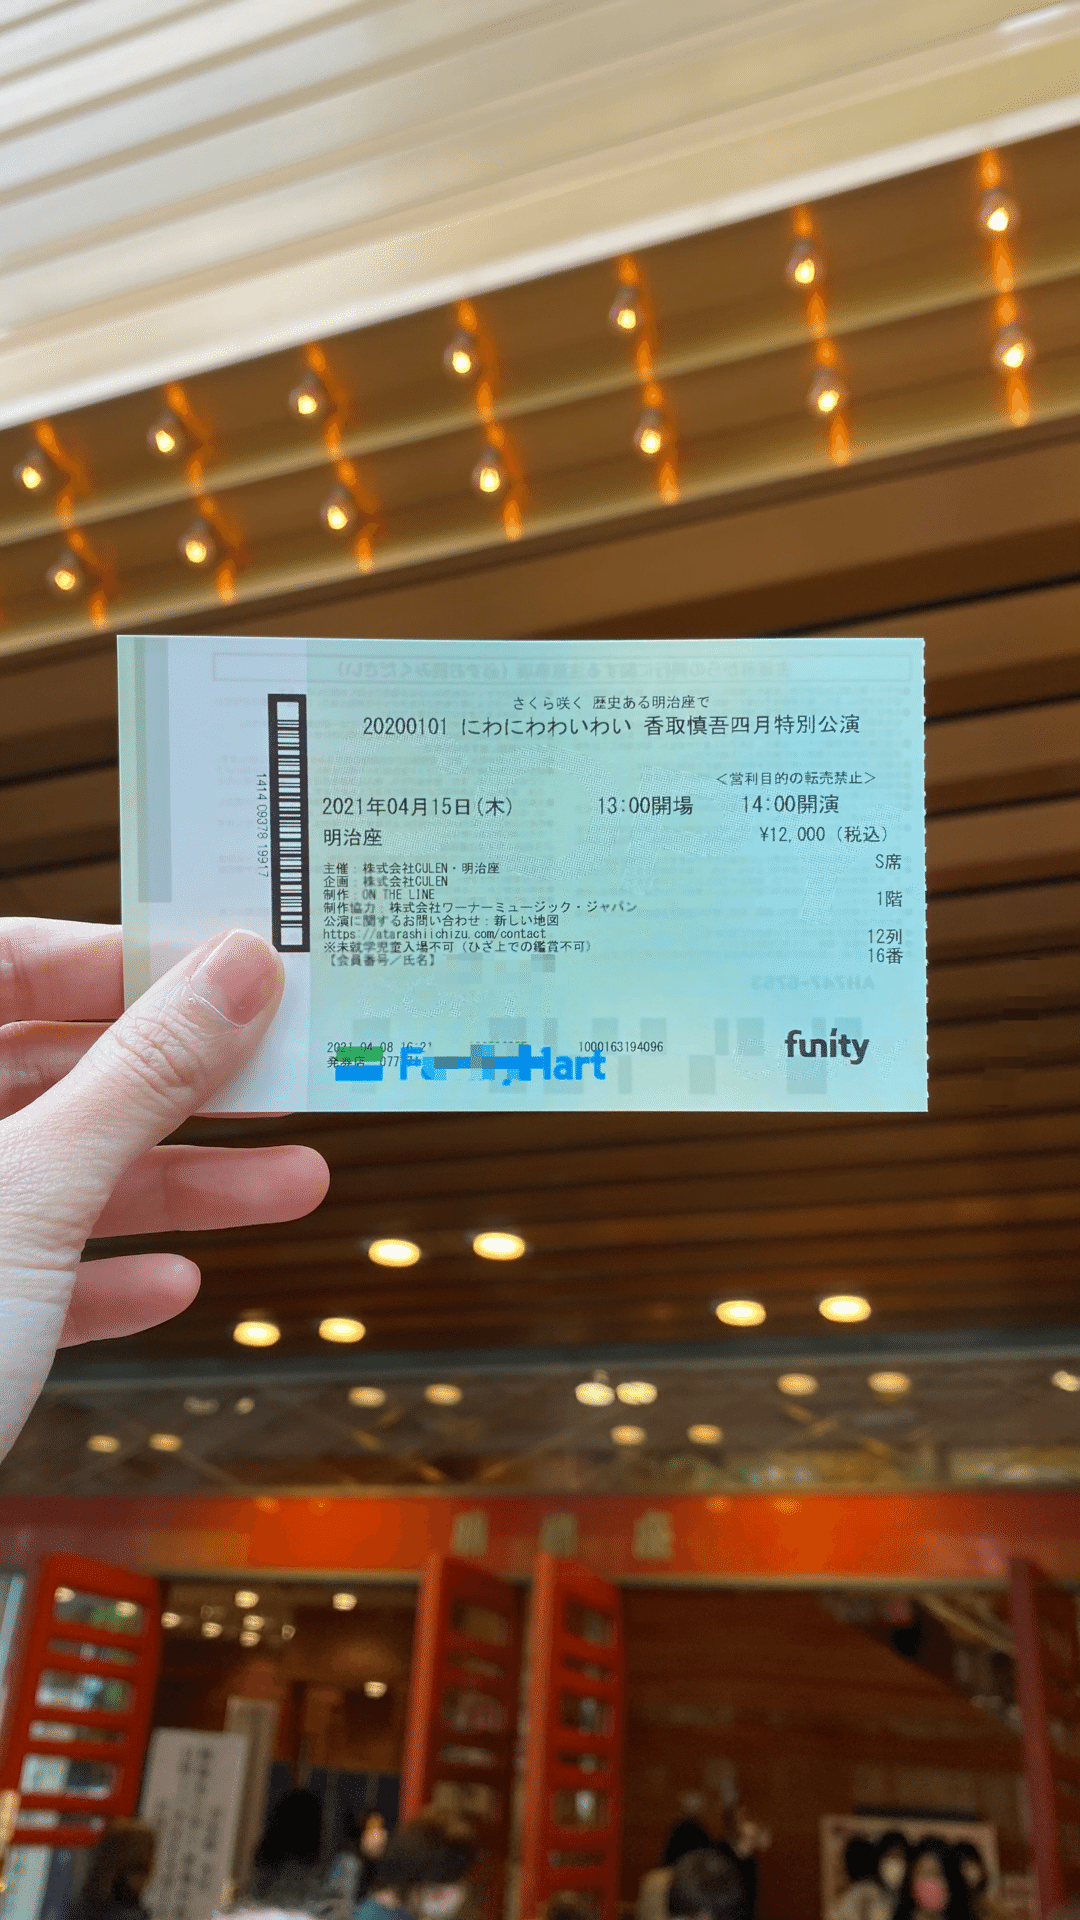 さくら咲く 歴史ある明治座で
20200101 にわにわわいわい 香取慎吾四月特別公演
<営利目的の転売禁止>
2021年04月15日(木) 13:00開場 14:00開演
明治座 ¥12,000(税込)
S席
主催:株式会社CULEN・明治座
企画:株式会社CULEN
制作:ON THE LINE
1階
制作協力:株式会社ワーナーミュージック・ジャパン
公演に関するお問い合わせ:新しい地図
https://atarashiichizu.com/contact
12列
※未就学児童入場不可(ひざ上での鑑賞不可)
16番
【会員番号/氏名】
1414 09378 19917
2021.04.08 16:21 1000163194096
発券店 077
funity